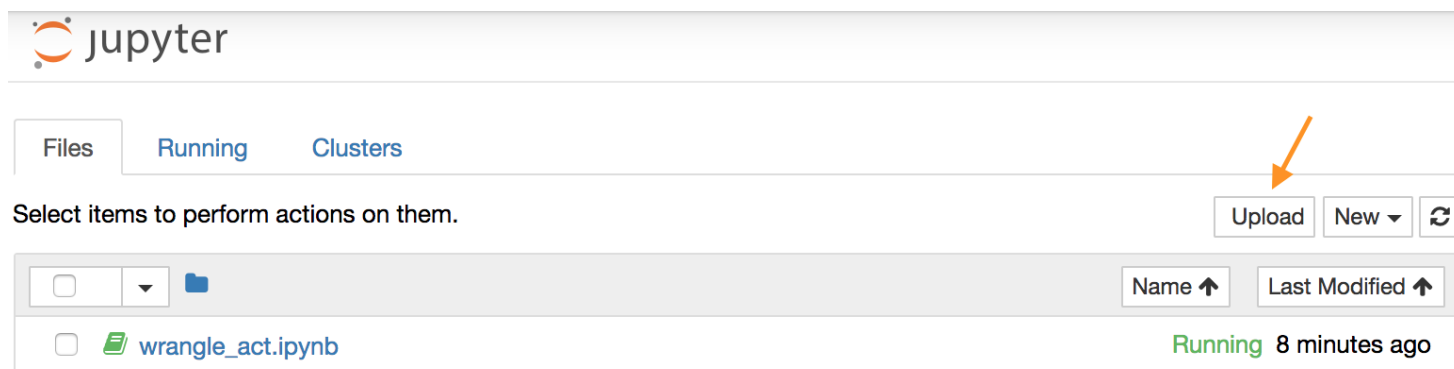 jupyter
Files Running Clusters
Select items to perform actions on them.
Upload New
Name Last Modified
wrangle_act.ipynb Running 8 minutes ago